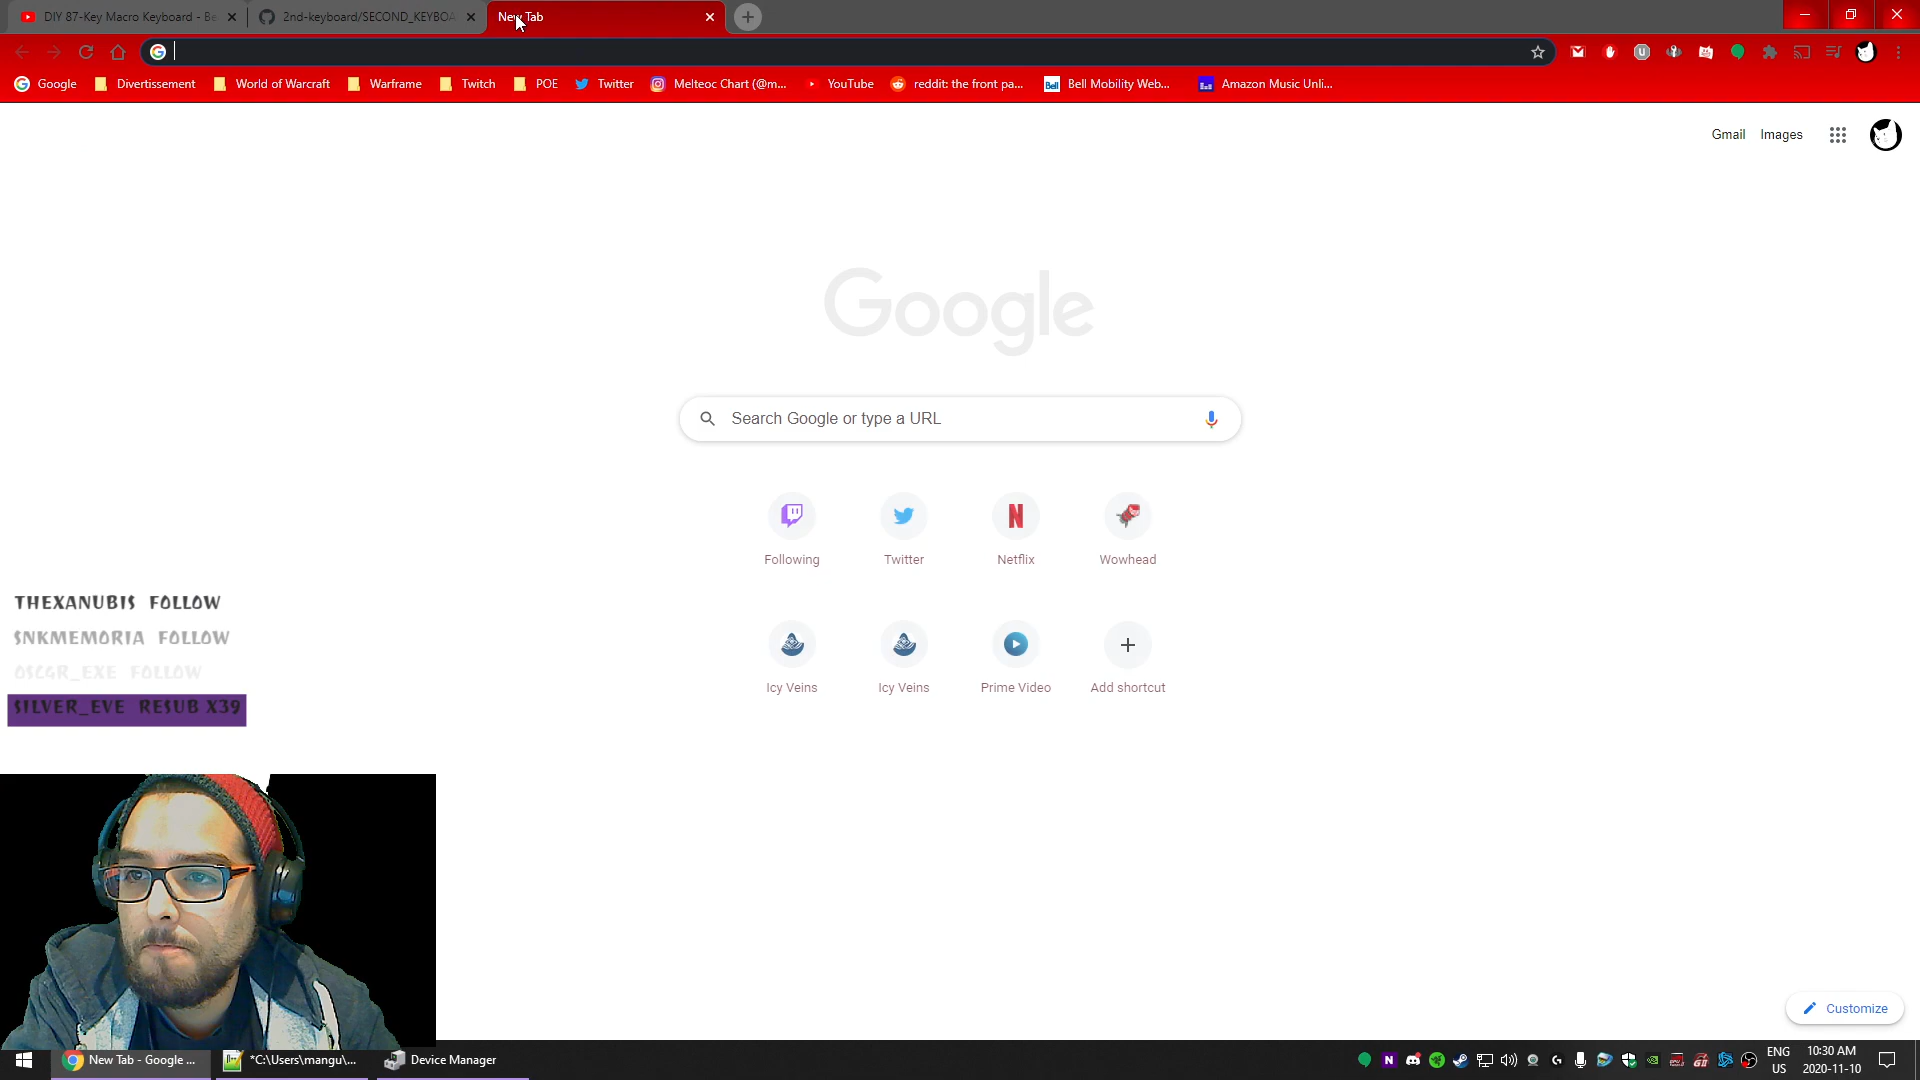 DIY 87-Key Macro Keyboard - Be
2nd-keyboard/SECOND_KEYBOA
New Tab
Google
Divertissement
World of Warcraft
Warframe
Twitch
POE
Twitter
Melteoc Chart (@m...
YouTube
reddit: the front pa...
Bell Mobility Web...
Amazon Music Unli...
Gmail
Images
Google
Search Google or type a URL
Following
Twitter
Netflix
Wowhead
Icy Veins
Icy Veins
Prime Video
Add shortcut
THEXANUBIS FOLLOW
SNKMEMORIA FOLLOW
OSCGR_EXE FOLLOW
SILVER_EVE RESUB X39
Customize
New Tab - Google ...
*C:\Users\mangu\...
Device Manager
ENG
US
10:30 AM
2020-11-10